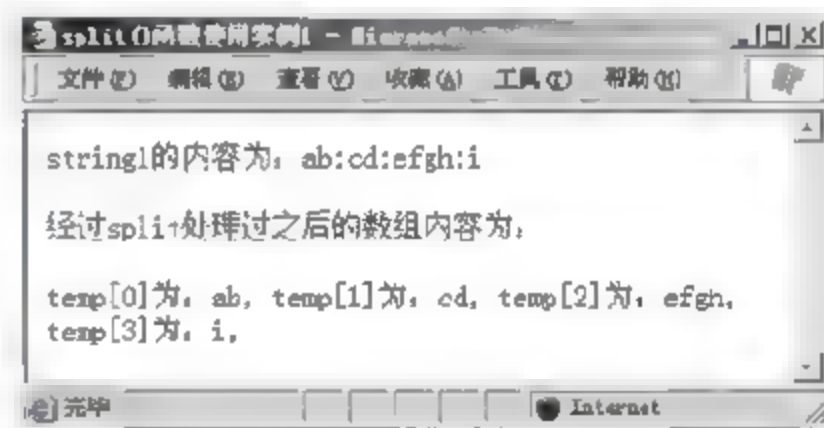 split()函数使用实例1 -
文件(F) 编辑(E) 查看(V) 收藏(A) 工具(T) 帮助(H)
string1的内容为：ab:cd:efgh:i
经过split处理过之后的数组内容为：
temp[0]为：ab, temp[1]为：cd, temp[2]为：efgh,
temp[3]为：i,
完毕 Internet